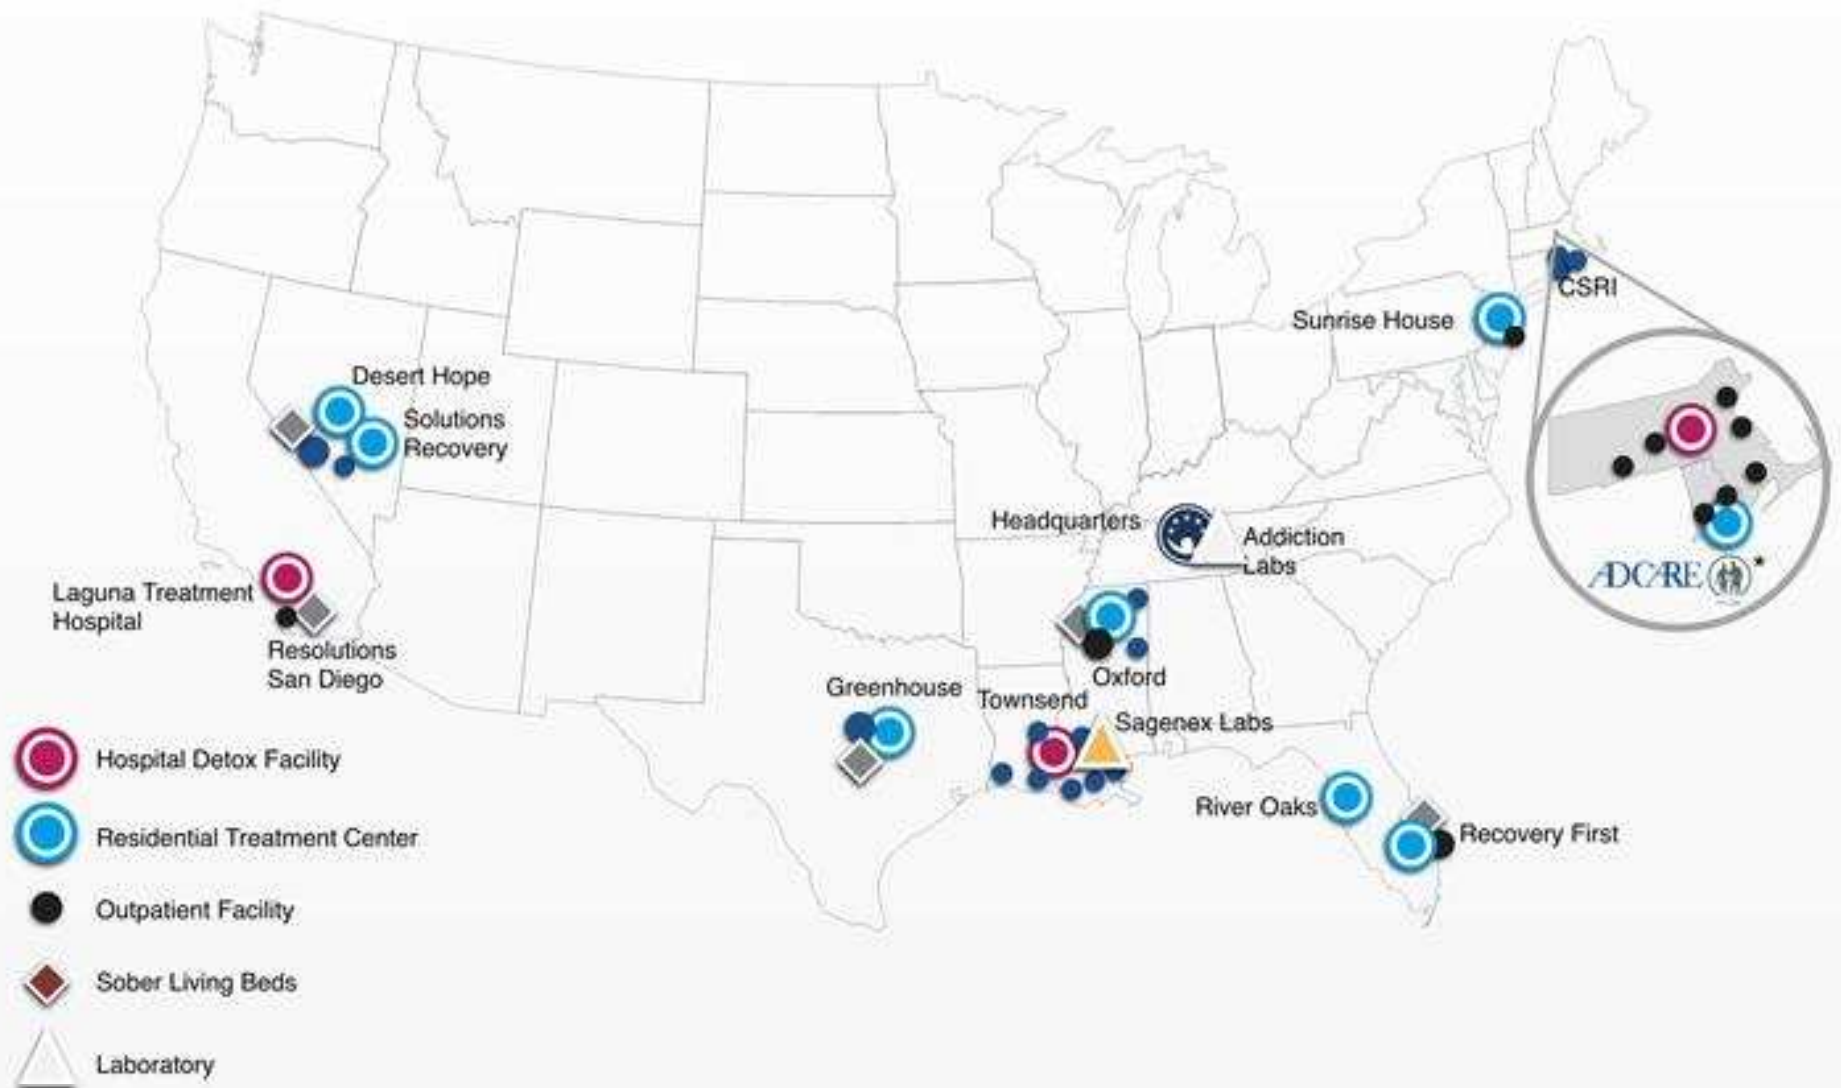 CSRI
Sunrise House
Desert Hope
Solutions
Recovery
Headquarters
Addiction
Labs
ADCARE
*
Laguna Treatment
Hospital
Resolutions
San Diego
Oxford
Greenhouse
Townsend
Sagenex Labs
River Oaks
Recovery First
Hospital Detox Facility
Residential Treatment Center
Outpatient Facility
Sober Living Beds
Laboratory